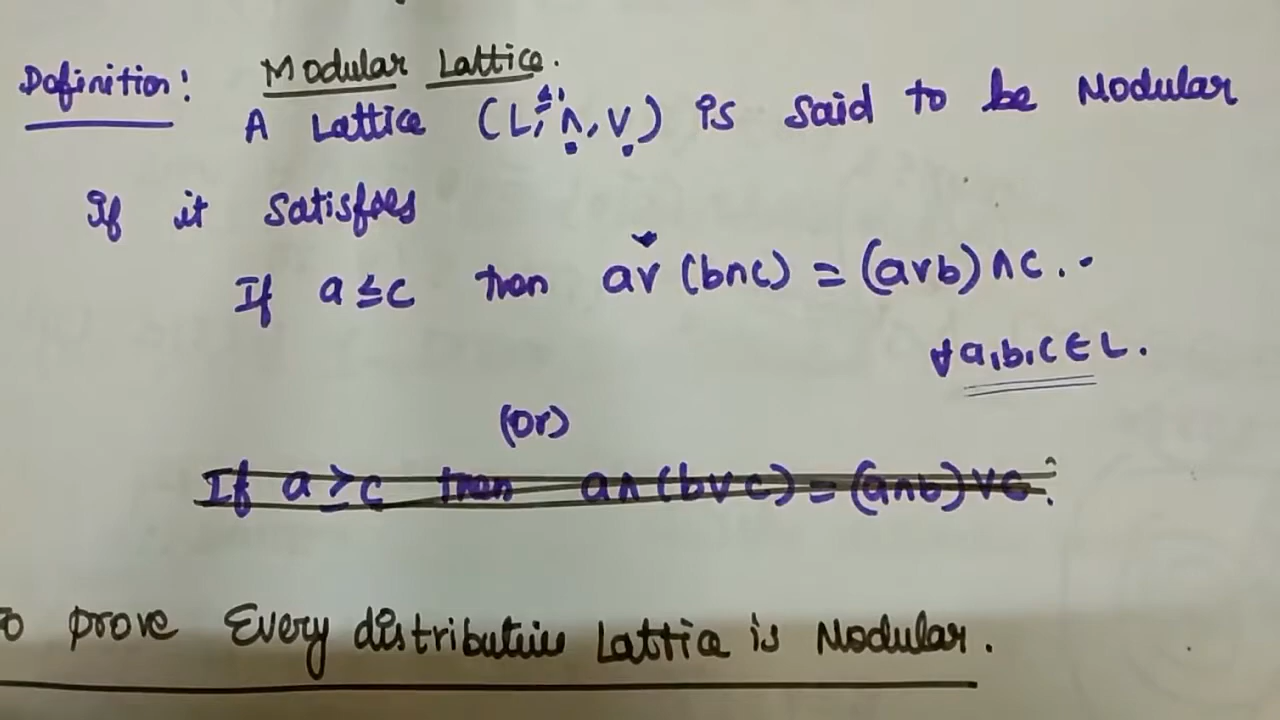 Modular Lattice.
Definition: A Lattice (L, ≤, ∧, ∨) is said to be Modular
If it satisfies
If a ≤ c then a ∨ (b ∧ c) = (a ∨ b) ∧ c.
∀ a, b, c ∈ L.
(or)
If a ≥ c then a ∧ (b ∨ c) = (a ∧ b) ∨ c.
To prove Every distributive Lattice is Modular.